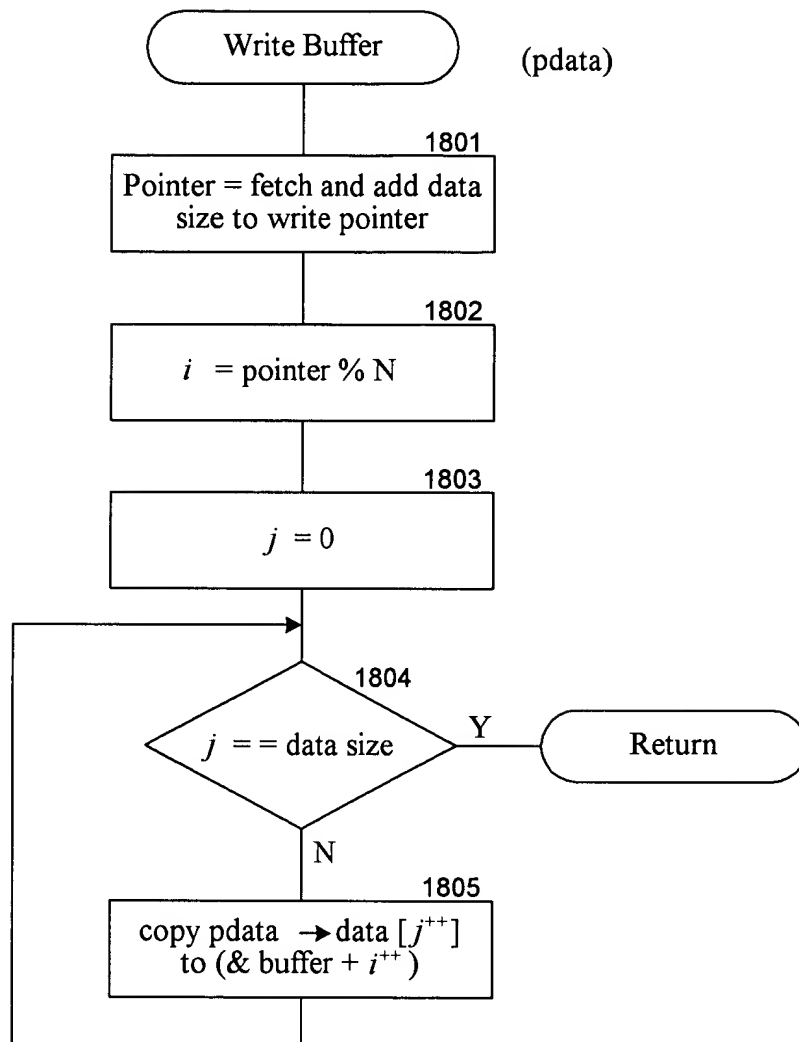 Write Buffer
(pdata)
1801
Pointer = fetch and add data
size to write pointer
1802
i = pointer % N
1803
j = 0
1804
j = = data size
Y
Return
N
1805
copy pdata → data [j++]
to (& buffer + i++)